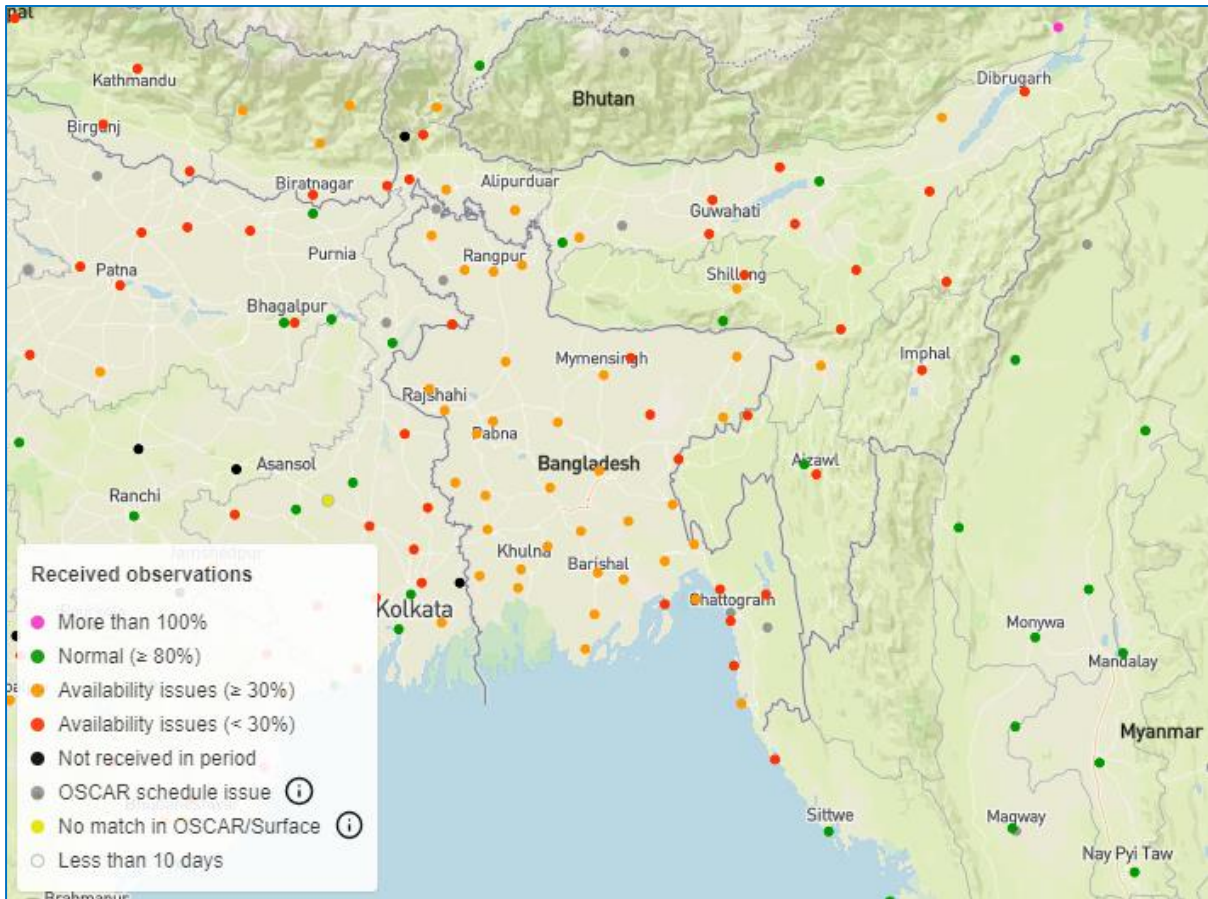 Kathmandu
Dibrugarh
Bhutan
Birgunj
Biratnagar
Alipurduar
Guwahati
Purnia
Rangpur
Patna
Shillong
Bhagalpur
Mymensingh
Imphal
Rajshahi
Pabna
Bangladesh
Aizawl
Asansol
Ranchi
Jamshedpur
Khulna
Barishal
Kolkata
Chattogram
Monywa
Mandalay
Myanmar
Sittwe
Magway
Nay Pyi Taw
Received observations
More than 100%
Normal (≥ 80%)
Availability issues (≥ 30%)
Availability issues (< 30%)
Not received in period
OSCAR schedule issue
No match in OSCAR/Surface
Less than 10 days
Brahmapur